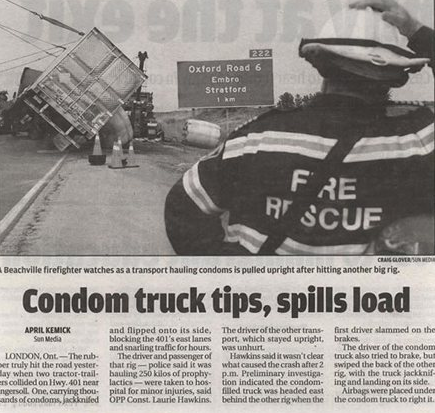 222
Oxford Road 6
Embro
Stratford
1 km
FIRE
RESCUE
CRAIG GLOVER/SUN MEDIA
A Beachville firefighter watches as a transport hauling condoms is pulled upright after hitting another big rig.
Condom truck tips, spills load
APRIL KEMICK
Sun Media
LONDON, Ont. — The rub-
ber truly hit the road yester-
day when two tractor-trail-
ers collided on Hwy. 401 near
Ingersoll. One, carrying thou-
sands of condoms, jackknifed
and flipped onto its side,
blocking the 401's east lanes
and snarling traffic for hours.
The driver and passenger of
that rig — police said it was
hauling 250 kilos of prophy-
lactics — were taken to hos-
pital for minor injuries, said
OPP Const. Laurie Hawkins.
The driver of the other trans-
port, which stayed upright,
was unhurt.
Hawkins said it wasn't clear
what caused the crash after 2
p.m. Preliminary investiga-
tion indicated the condom-
filled truck was headed east
behind the other rig when the
first driver slammed on the
brakes.
The driver of the condom
truck also tried to brake, but
swiped the back of the other
rig, with the truck jackknif-
ing and landing on its side.
Airbags were placed under
the condom truck to right it.